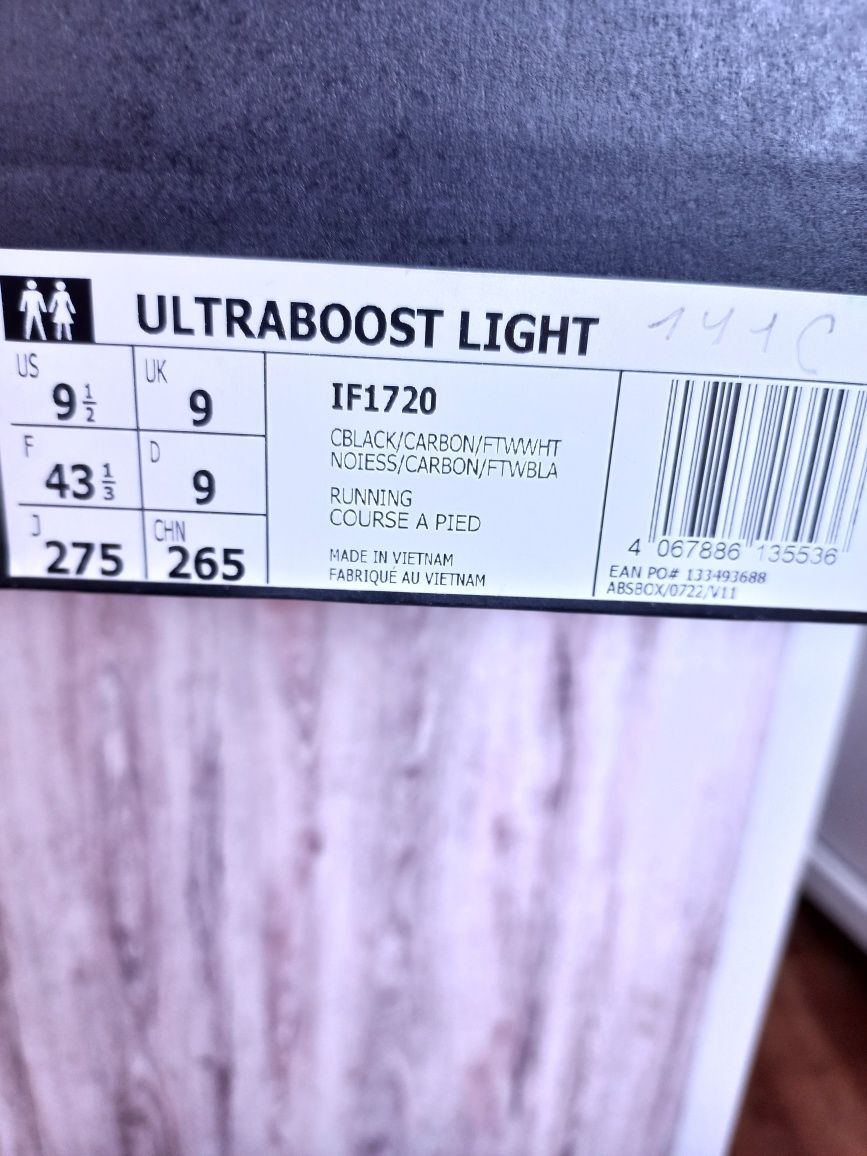 ULTRABOOST LIGHT 141C
US 9 1/2 UK 9
F 43 1/3 D 9
J 275 CHN 265
IF1720
CBLACK/CARBON/FTWWHT
NOIESS/CARBON/FTWBLA
RUNNING
COURSE A PIED
MADE IN VIETNAM
FABRIQUÉ AU VIETNAM
4 067886 135536
EAN PO# 133493688
ABSBOX/0722/V11